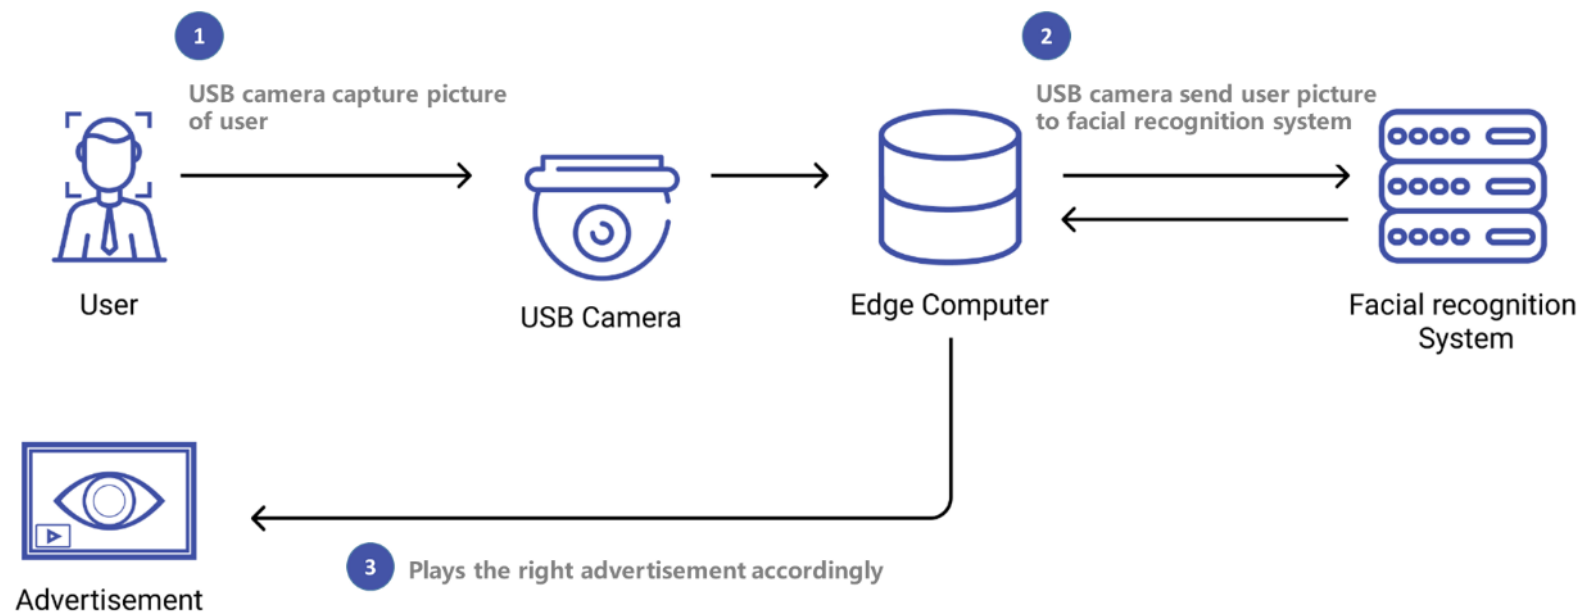 1
USB camera capture picture
of user
2
USB camera send user picture
to facial recognition system
User
USB Camera
Edge Computer
Facial recognition
System
3
Plays the right advertisement accordingly
Advertisement